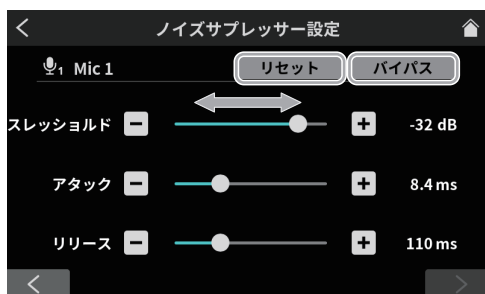 ノイズサプレッサー設定
1 Mic 1 リセット バイパス
スレッショルド -32 dB
アタック 8.4 ms
リリース 110 ms